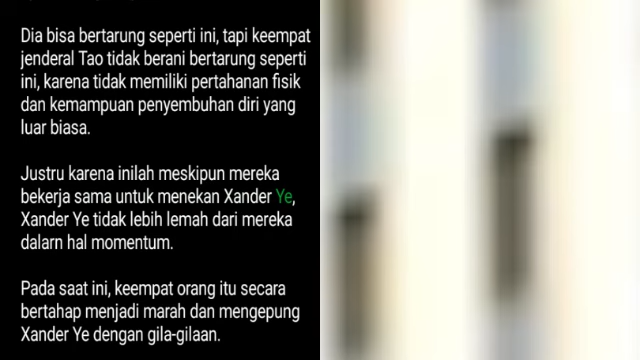 Dia bisa bertarung seperti ini, tapi keempat
jenderal Tao tidak berani bertarung seperti
ini, karena tidak memiliki pertahanan fisik
dan kemampuan penyembuhan diri yang
luar biasa.
Justru karena inilah meskipun mereka
bekerja sama untuk menekan Xander Ye,
Xander Ye tidak lebih lemah dari mereka
dalarn hal momentum.
Pada saat ini, keempat orang itu secara
bertahap menjadi marah dan mengepung
Xander Ye dengan gila-gilaan.